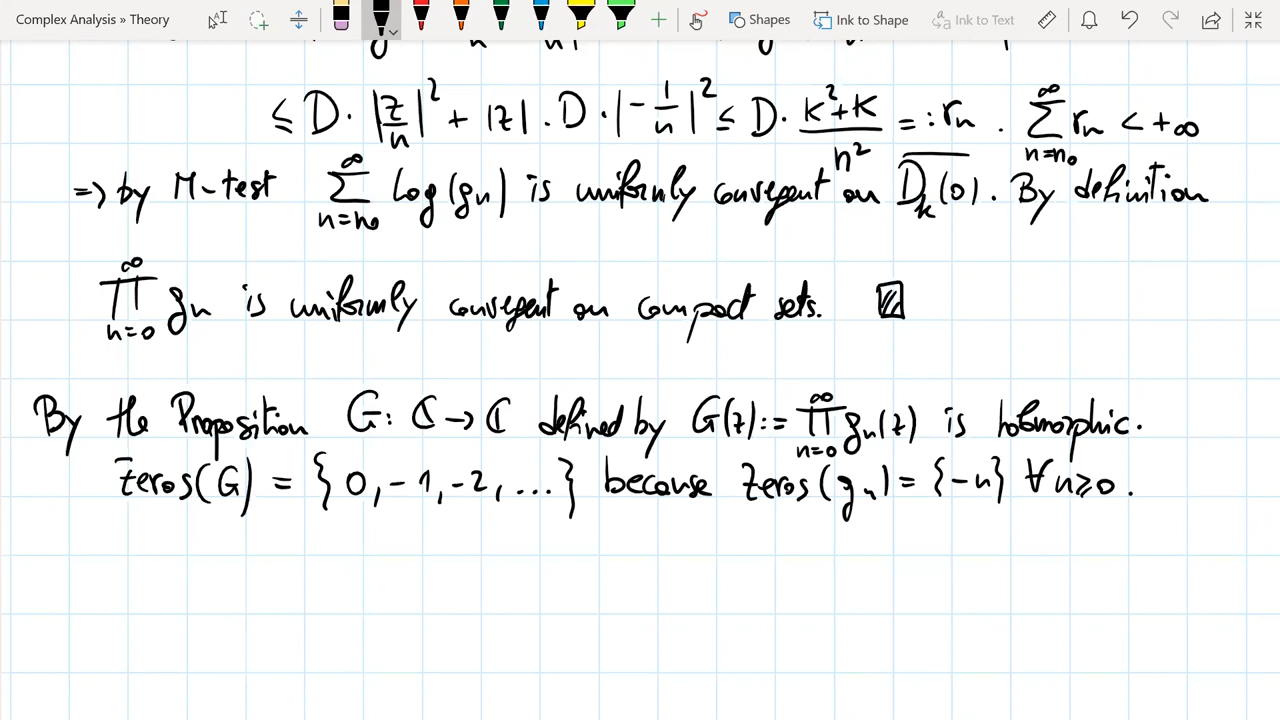 Complex Analysis » Theory
Shapes Ink to Shape Ink to Text
≤ D · |z/n|² + |z| · D · |-1/n|² ≤ D · (K²+K)/n² =: rₙ . ∑_{n=n₀}^∞ rₙ < +∞
=> by M-test ∑_{n=n₀}^∞ Log(gₙ) is uniformly convergent on D̅_K(0). By definition
∏_{n=0}^∞ gₙ is uniformly convergent on compact sets.
By the Proposition G: ℂ → ℂ defined by G(z) := ∏_{n=0}^∞ gₙ(z) is holomorphic.
Zeros(G) = {0, -1, -2, ...} because Zeros(gₙ) = {-n} ∀ n ≥ 0.